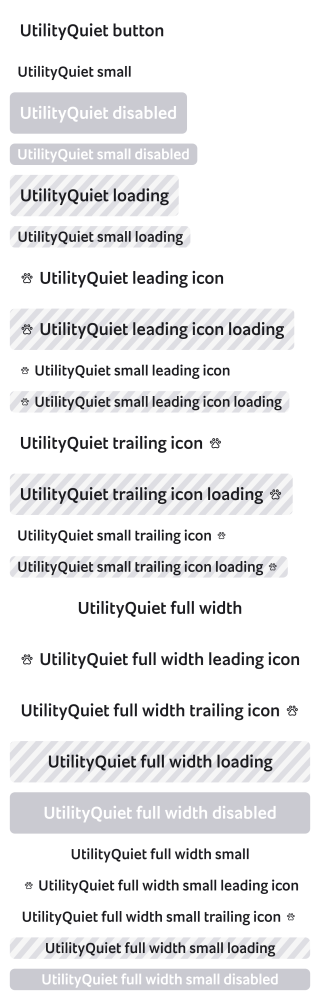 UtilityQuiet button
UtilityQuiet small
UtilityQuiet disabled
UtilityQuiet small disabled
UtilityQuiet loading
UtilityQuiet small loading
UtilityQuiet leading icon
UtilityQuiet leading icon loading
UtilityQuiet small leading icon
UtilityQuiet small leading icon loading
UtilityQuiet trailing icon
UtilityQuiet trailing icon loading
UtilityQuiet small trailing icon
UtilityQuiet small trailing icon loading
UtilityQuiet full width
UtilityQuiet full width leading icon
UtilityQuiet full width trailing icon
UtilityQuiet full width loading
UtilityQuiet full width disabled
UtilityQuiet full width small
UtilityQuiet full width small leading icon
UtilityQuiet full width small trailing icon
UtilityQuiet full width small loading
UtilityQuiet full width small disabled